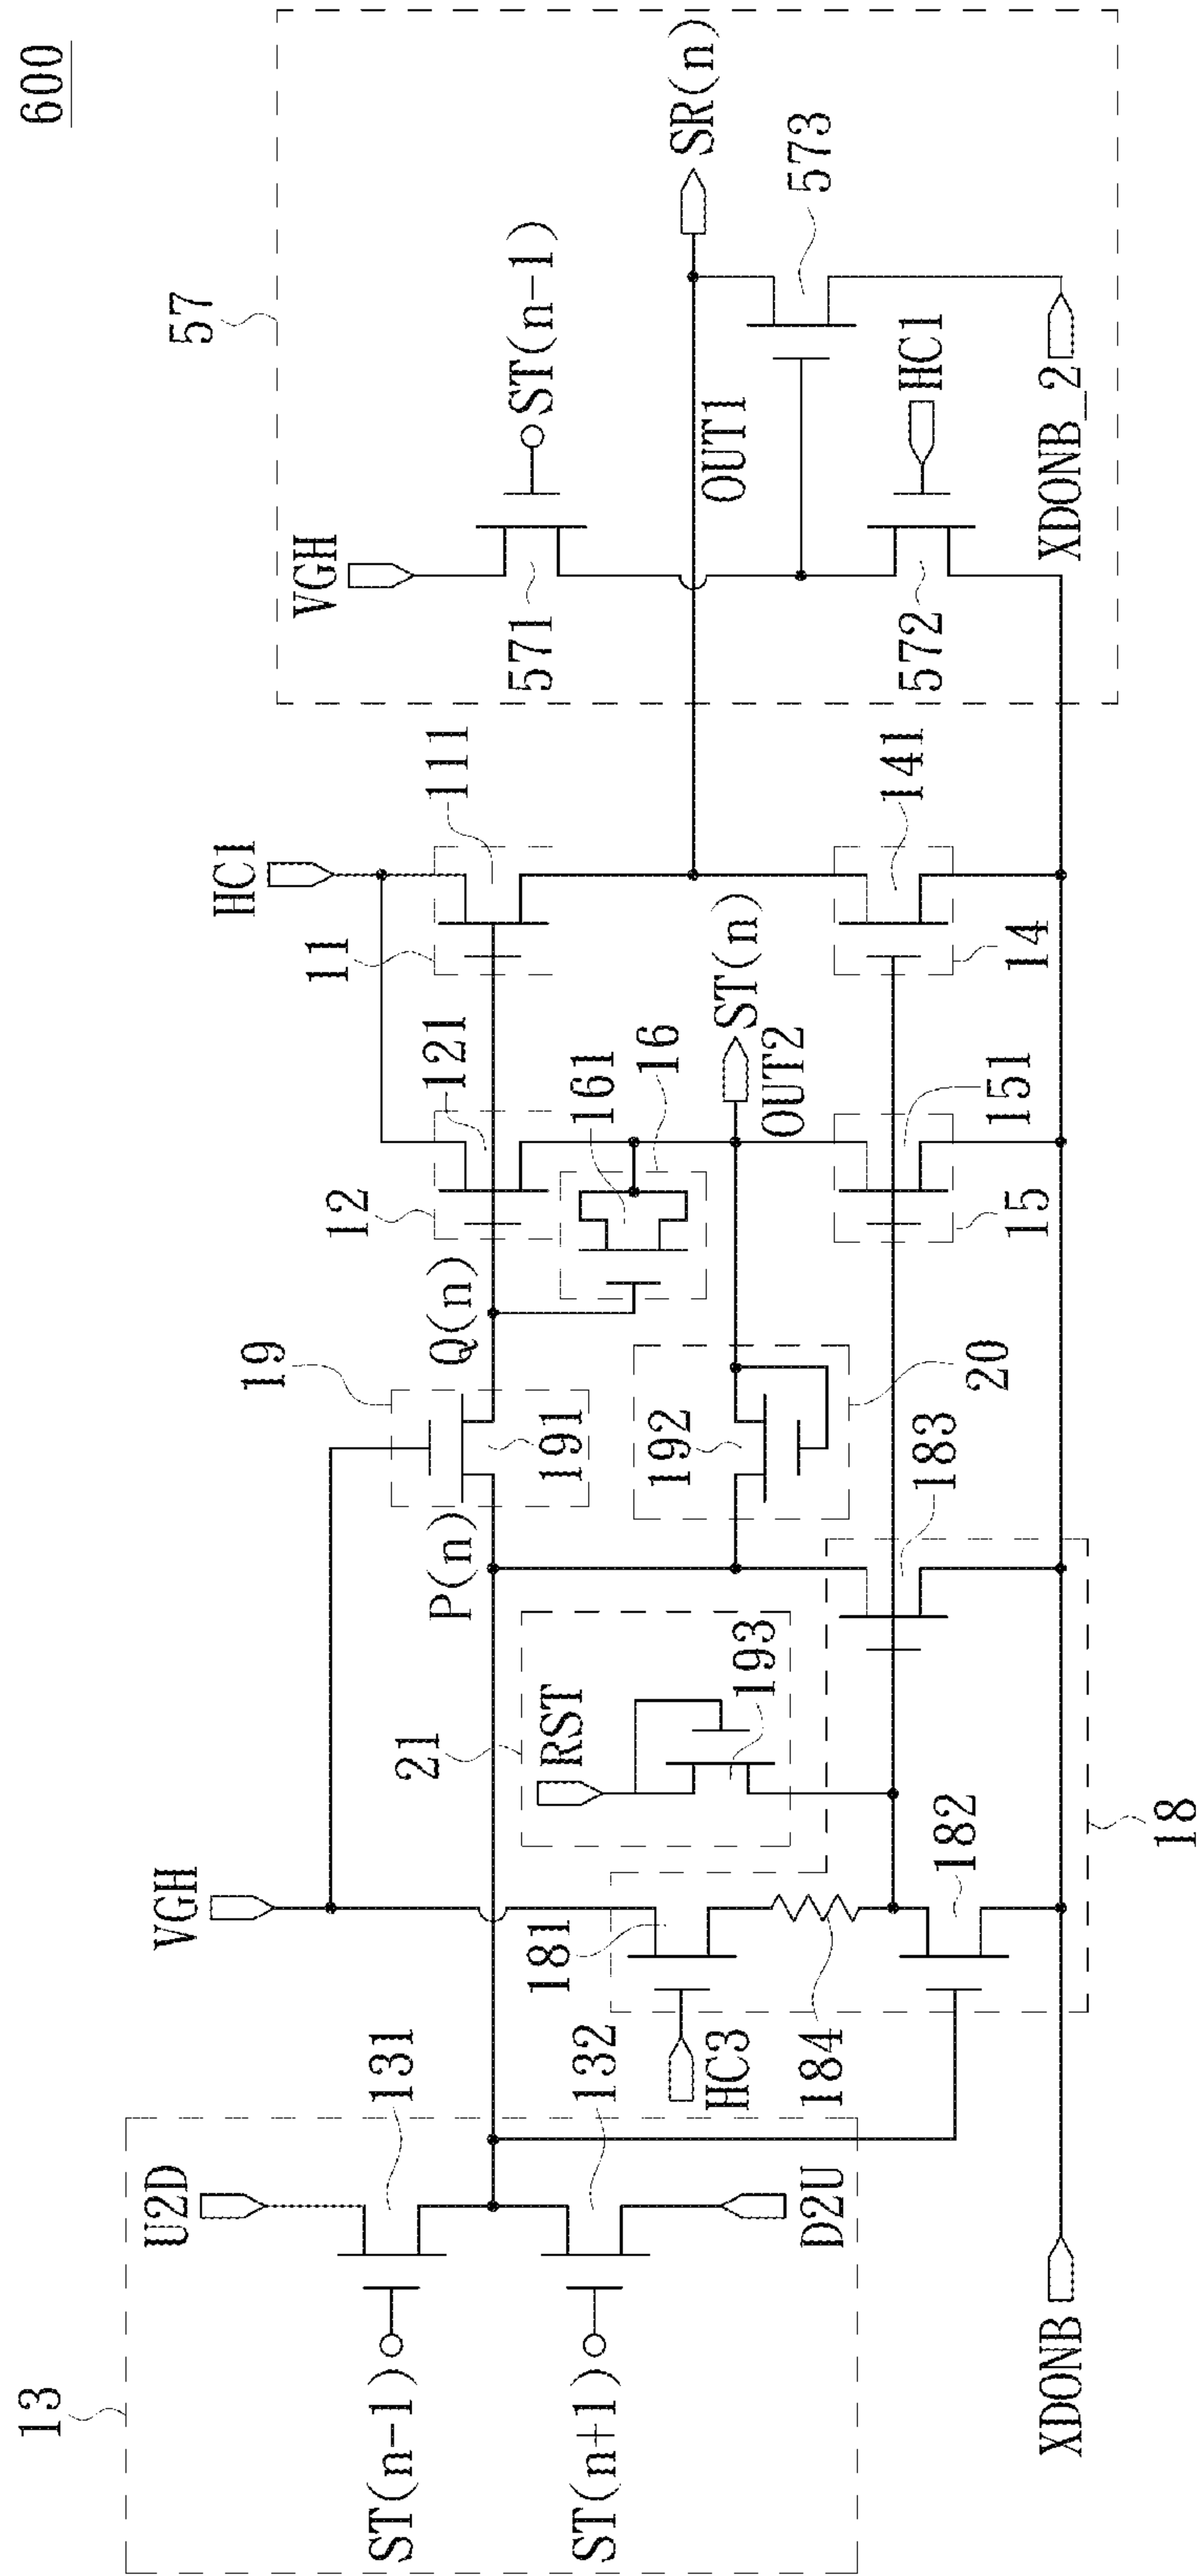 600
13
U2D
131
132
D2U
ST(n-1)
ST(n+1)
XDONB
VGH
181
HC3
184
182
18
21
RST
193
183
P(n)
19
191
Q(n)
192
20
12
121
16
161
ST(n)
OUT2
15
151
HC1
11
111
14
141
57
VGH
571
ST(n-1)
OUT1
SR(n)
573
572
HC1
XDONB_2